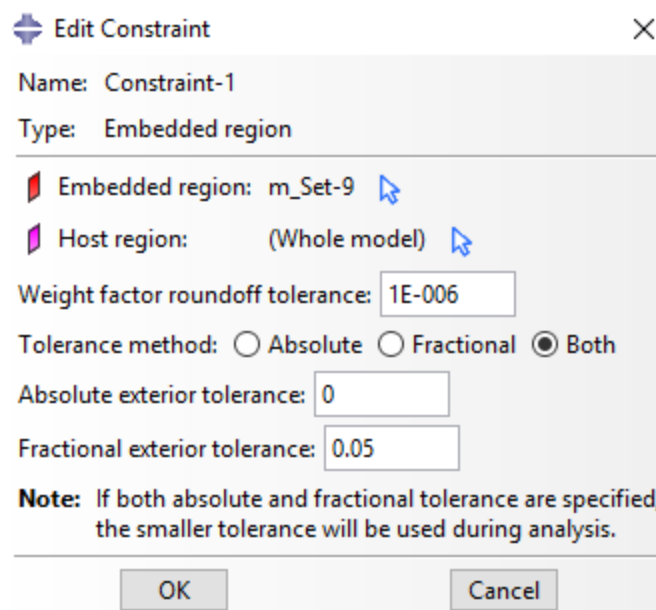 Edit Constraint
Name: Constraint-1
Type: Embedded region
Embedded region: m_Set-9
Host region: (Whole model)
Weight factor roundoff tolerance: 1E-006
Tolerance method: Absolute Fractional Both
Absolute exterior tolerance: 0
Fractional exterior tolerance: 0.05
Note: If both absolute and fractional tolerance are specified,
the smaller tolerance will be used during analysis.
OK Cancel